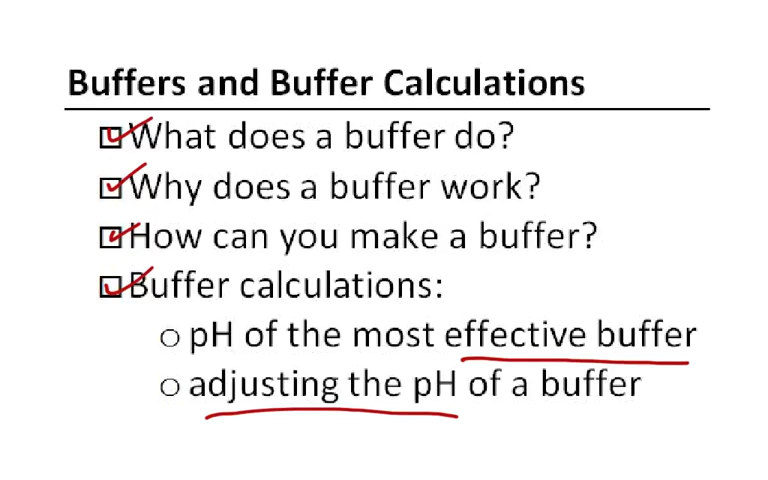 Buffers and Buffer Calculations
What does a buffer do?
Why does a buffer work?
How can you make a buffer?
Buffer calculations:
pH of the most effective buffer
adjusting the pH of a buffer